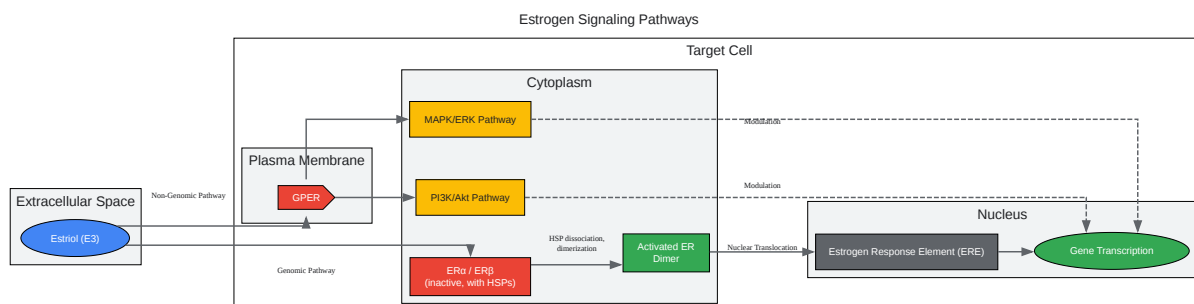 Estrogen Signaling Pathways
Target Cell
Cytoplasm
MAPK/ERK Pathway
Modulation
Plasma Membrane
GPER
PI3K/Akt Pathway
Modulation
Non-Genomic Pathway
Extracellular Space
Estriol (E3)
Nucleus
HSP dissociation,
dimerization
Activated ER
Dimer
Nuclear Translocation
Estrogen Response Element (ERE)
Gene Transcription
Genomic Pathway
ERα / ERβ
(inactive, with HSPs)